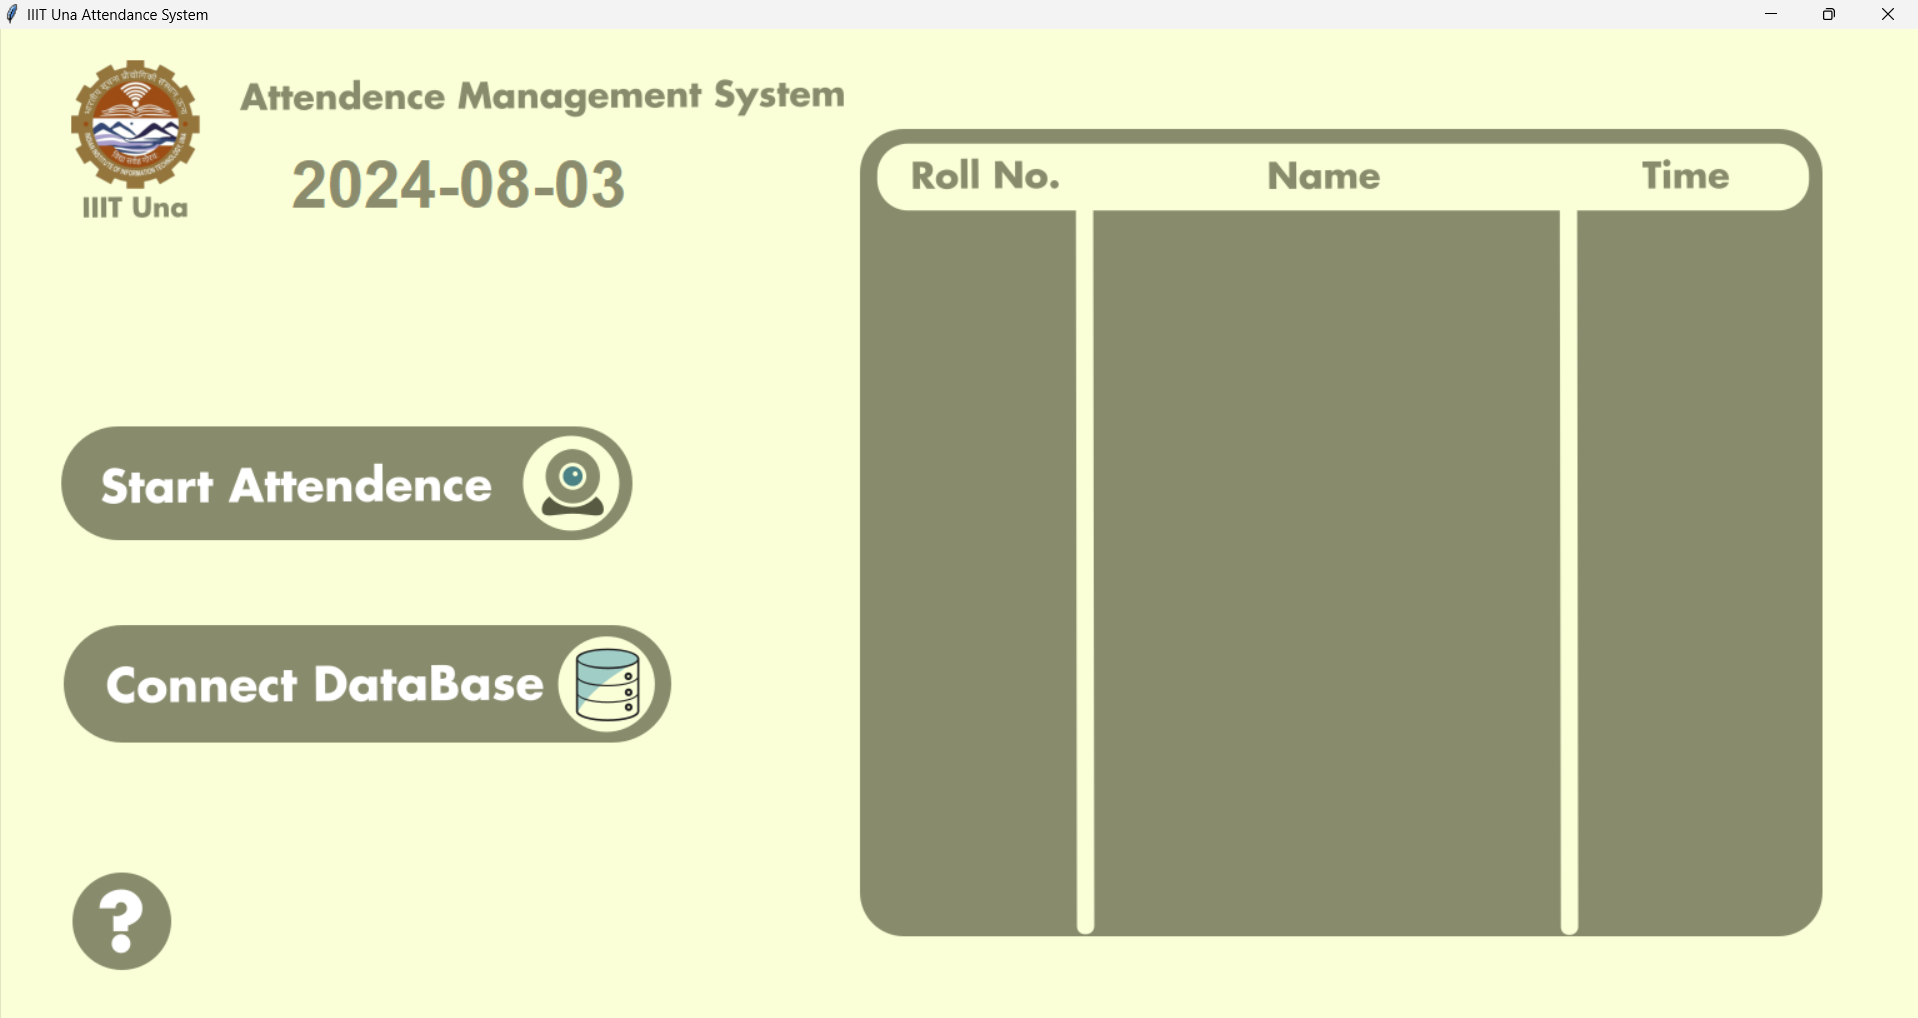 IIIT Una Attendance System
Attendence Management System
2024-08-03
IIIT Una
Roll No. Name Time
Start Attendence
Connect DataBase
?